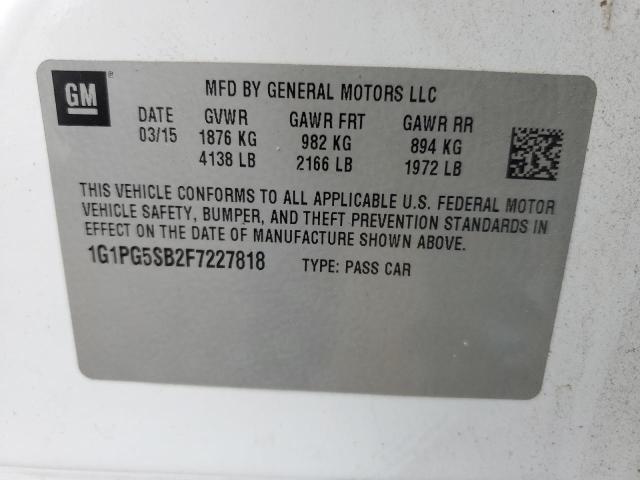 GM
MFD BY GENERAL MOTORS LLC
DATE GVWR GAWR FRT GAWR RR
03/15 1876 KG 982 KG 894 KG
4138 LB 2166 LB 1972 LB
THIS VEHICLE CONFORMS TO ALL APPLICABLE U.S. FEDERAL MOTOR
VEHICLE SAFETY, BUMPER, AND THEFT PREVENTION STANDARDS IN
EFFECT ON THE DATE OF MANUFACTURE SHOWN ABOVE.
1G1PG5SB2F7227818 TYPE: PASS CAR